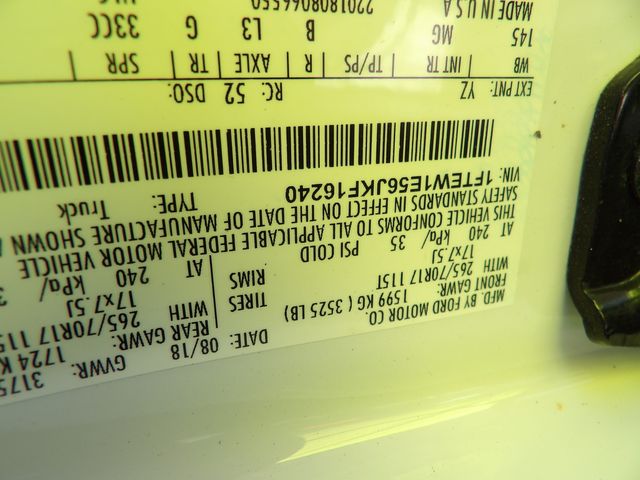 MFD. BY FORD MOTOR CO.
DATE: 08/18 GVWR: 3175
FRONT GAWR: REAR GAWR: 1724 K
1599 KG ( 3525 LB)
WITH TIRES WITH
265/70R17 115T 265/70R17 115
17x7.5J RIMS 17x7.5J
AT 240 kPa/ 35 PSI COLD AT 240 kPa/
THIS VEHICLE CONFORMS TO ALL APPLICABLE FEDERAL MOTOR VEHICLE
SAFETY STANDARDS IN EFFECT ON THE DATE OF MANUFACTURE SHOWN
VIN: 1FTEW1E56JKF16240
TYPE: Truck
EXT PNT: YZ RC: 52 DSO:
WB INT TR TP/PS R AXLE TR SPR
145 MG B L3 G 33CC
MADE IN U S A 220180806550